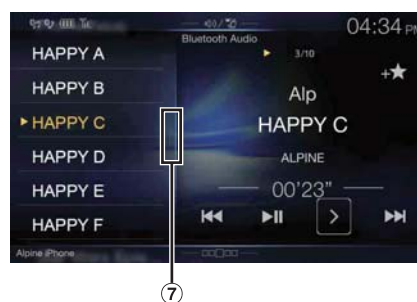 04:34 PM
Bluetooth Audio
3/10
HAPPY A
HAPPY B
HAPPY C
HAPPY D
HAPPY E
HAPPY F
Alp
HAPPY C
ALPINE
00'23"
Alpine iPhone
7